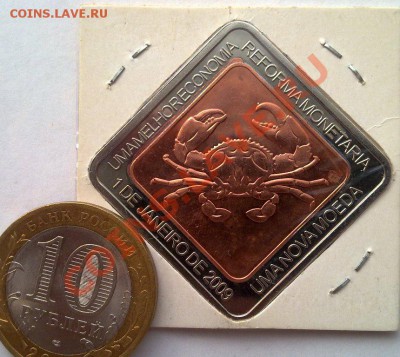 COINS.LAVE.RU
UMA MELHOR ECONOMIA
REFORMA MONETARIA
1 DE JANEIRO DE 2009
UMA NOVA MOEDA
БАНК РОССИИ
10
РУБЛЕЙ